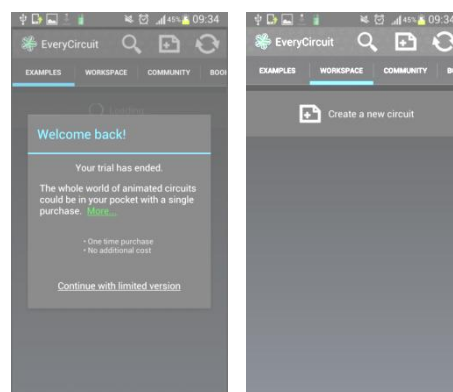 45% 09:34
EveryCircuit
EXAMPLES WORKSPACE COMMUNITY BOO
Loading
Welcome back!
Your trial has ended.
The whole world of animated circuits
could be in your pocket with a single
purchase. More...
• One time purchase
• No additional cost
Continue with limited version
45% 09:34
EveryCircuit
EXAMPLES WORKSPACE COMMUNITY B
Create a new circuit